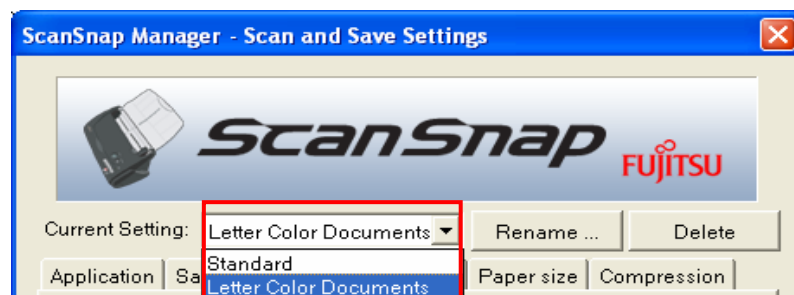 ScanSnap Manager - Scan and Save Settings
ScanSnap
FUJITSU
Current Setting: Letter Color Documents Rename ... Delete
Standard
Application Sa Paper size Compression
Letter Color Documents